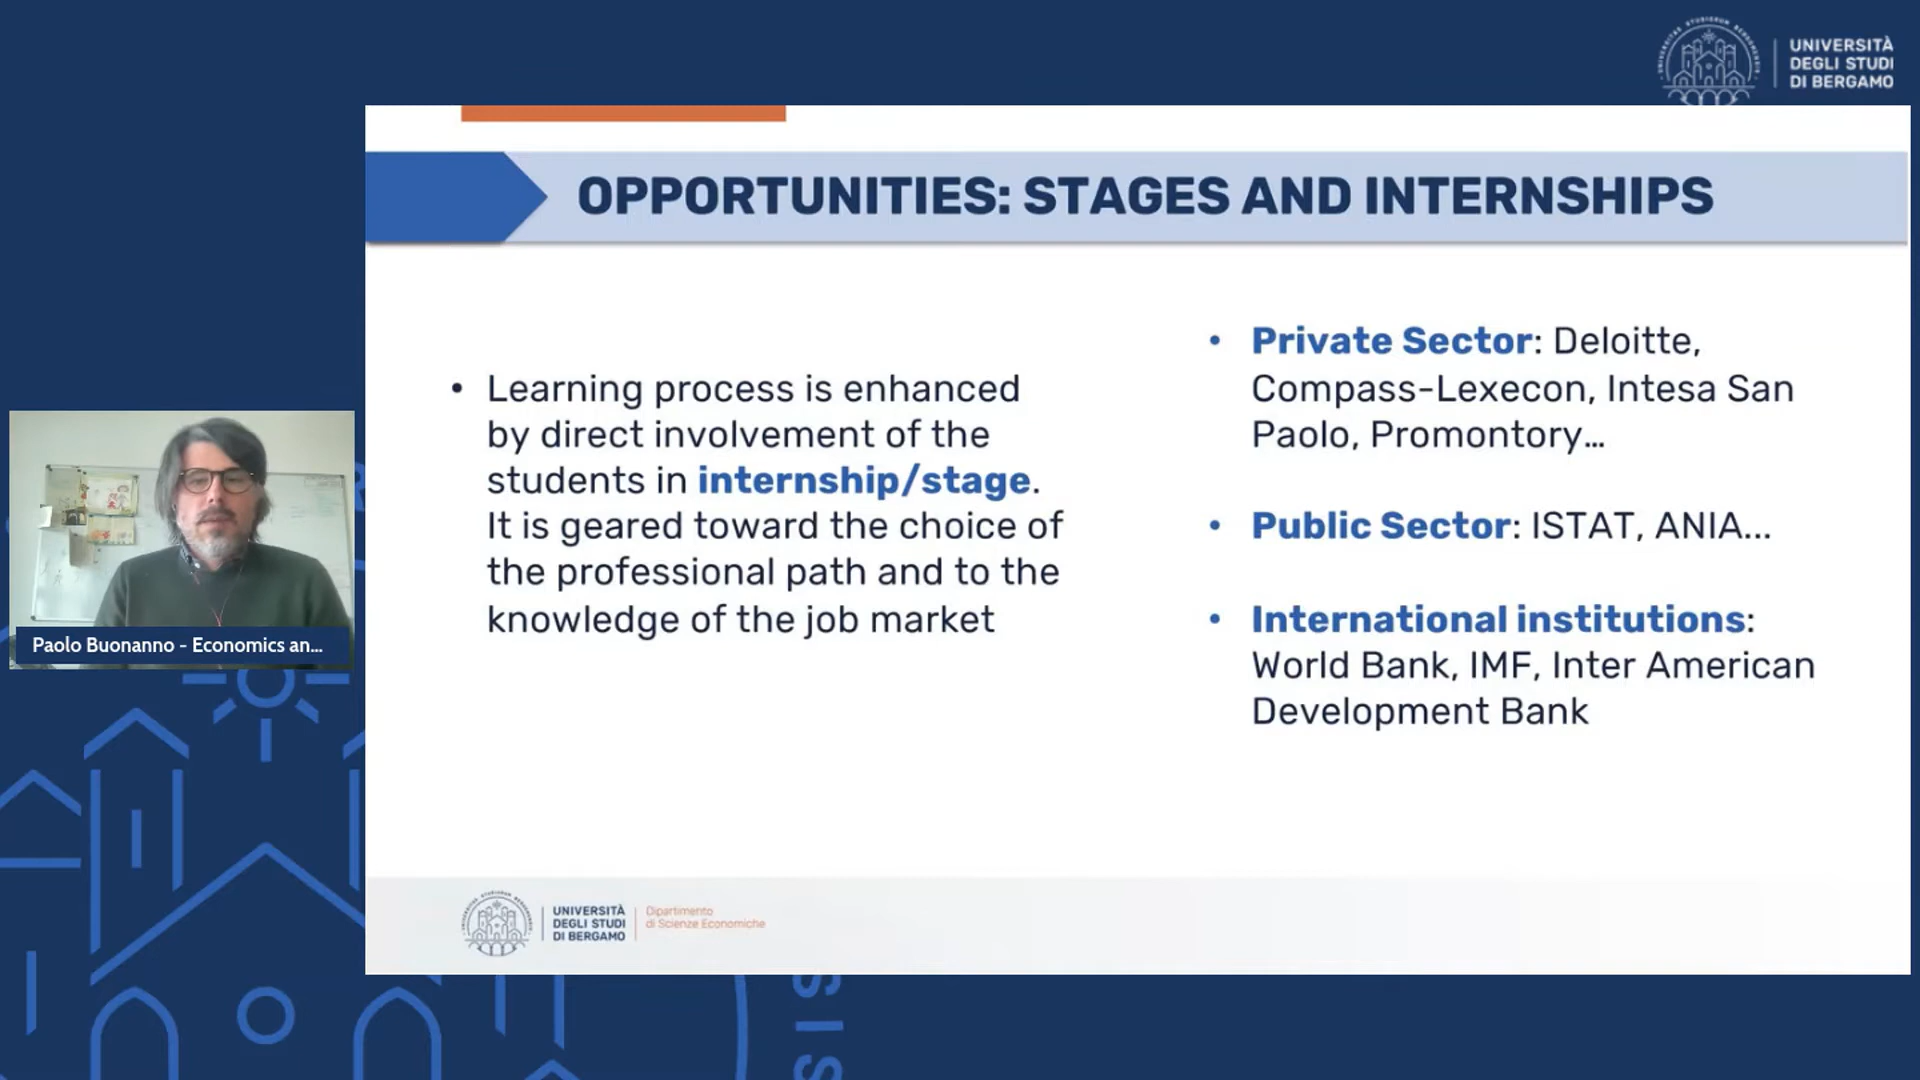 UNIVERSITÀ
DEGLI STUDI
DI BERGAMO
OPPORTUNITIES: STAGES AND INTERNSHIPS
• Learning process is enhanced
by direct involvement of the
students in internship/stage.
It is geared toward the choice of
the professional path and to the
knowledge of the job market
• Private Sector: Deloitte,
Compass-Lexecon, Intesa San
Paolo, Promontory...
• Public Sector: ISTAT, ANIA...
• International institutions:
World Bank, IMF, Inter American
Development Bank
Paolo Buonanno - Economics an...
UNIVERSITÀ
DEGLI STUDI
DI BERGAMO
Dipartimento
di Scienze Economiche
SIS